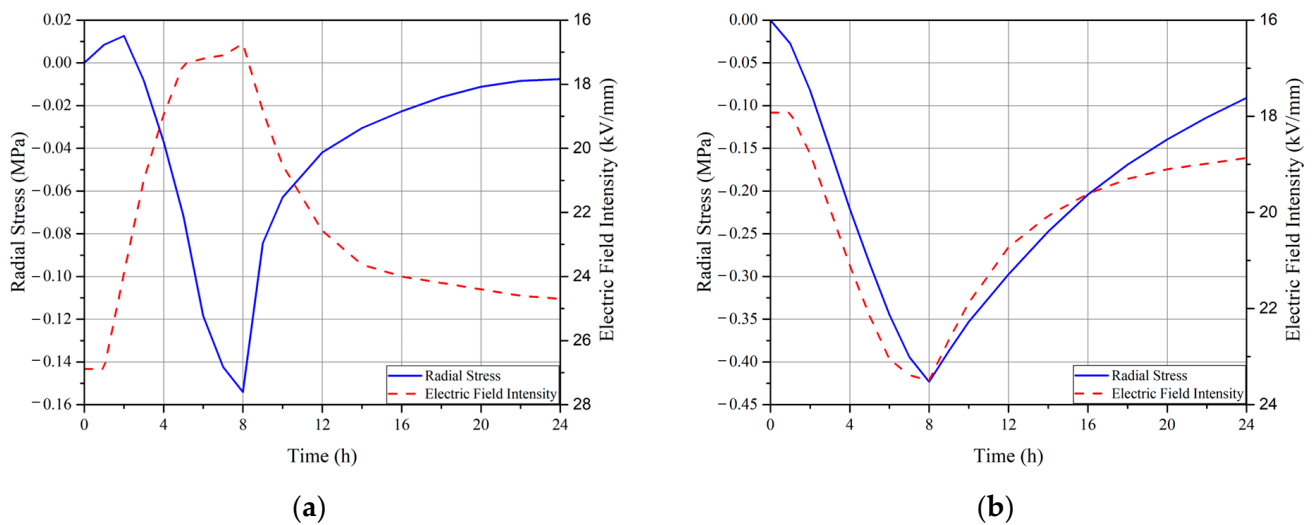 0.02
0.00
−0.02
−0.04
−0.06
−0.08
−0.10
−0.12
−0.14
−0.16
Radial Stress (MPa)
16
18
20
22
24
26
28
Electric Field Intensity (kV/mm)
Radial Stress
Electric Field Intensity
0 4 8 12 16 20 24
Time (h)
(a)
0.00
−0.05
−0.10
−0.15
−0.20
−0.25
−0.30
−0.35
−0.40
−0.45
Radial Stress (MPa)
16
18
20
22
24
Electric Field Intensity (kV/mm)
Radial Stress
Electric Field Intensity
0 4 8 12 16 20 24
Time (h)
(b)